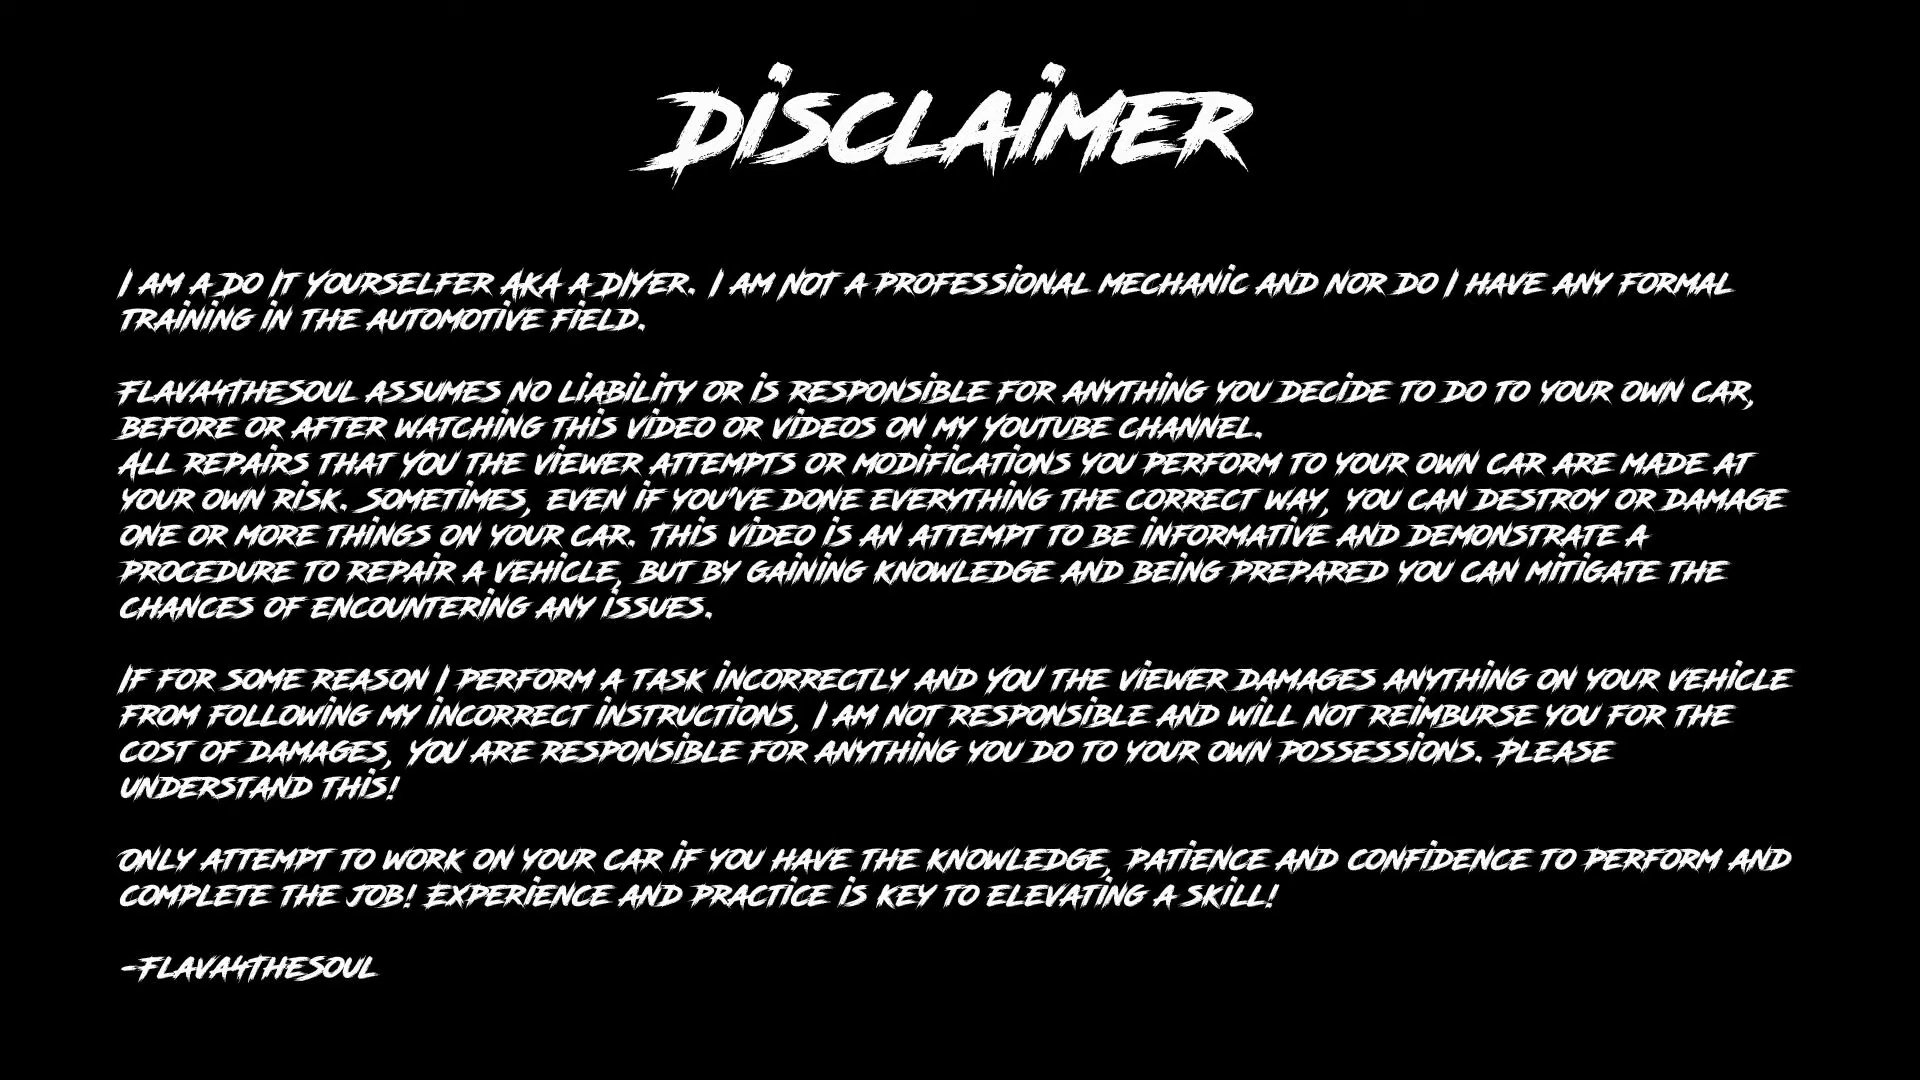 DISCLAIMER
I AM A DO IT YOURSELFER AKA A DIYER. I AM NOT A PROFESSIONAL MECHANIC AND NOR DO I HAVE ANY FORMAL
TRAINING IN THE AUTOMOTIVE FIELD.
FLAVA4THESOUL ASSUMES NO LIABILITY OR IS RESPONSIBLE FOR ANYTHING YOU DECIDE TO DO TO YOUR OWN CAR,
BEFORE OR AFTER WATCHING THIS VIDEO OR VIDEOS ON MY YOUTUBE CHANNEL.
ALL REPAIRS THAT YOU THE VIEWER ATTEMPTS OR MODIFICATIONS YOU PERFORM TO YOUR OWN CAR ARE MADE AT
YOUR OWN RISK. SOMETIMES, EVEN IF YOU'VE DONE EVERYTHING THE CORRECT WAY, YOU CAN DESTROY OR DAMAGE
ONE OR MORE THINGS ON YOUR CAR. THIS VIDEO IS AN ATTEMPT TO BE INFORMATIVE AND DEMONSTRATE A
PROCEDURE TO REPAIR A VEHICLE, BUT BY GAINING KNOWLEDGE AND BEING PREPARED YOU CAN MITIGATE THE
CHANCES OF ENCOUNTERING ANY ISSUES.
IF FOR SOME REASON I PERFORM A TASK INCORRECTLY AND YOU THE VIEWER DAMAGES ANYTHING ON YOUR VEHICLE
FROM FOLLOWING MY INCORRECT INSTRUCTIONS, I AM NOT RESPONSIBLE AND WILL NOT REIMBURSE YOU FOR THE
COST OF DAMAGES, YOU ARE RESPONSIBLE FOR ANYTHING YOU DO TO YOUR OWN POSSESSIONS. PLEASE
UNDERSTAND THIS!
ONLY ATTEMPT TO WORK ON YOUR CAR IF YOU HAVE THE KNOWLEDGE, PATIENCE AND CONFIDENCE TO PERFORM AND
COMPLETE THE JOB! EXPERIENCE AND PRACTICE IS KEY TO ELEVATING A SKILL!
-FLAVA4THESOUL